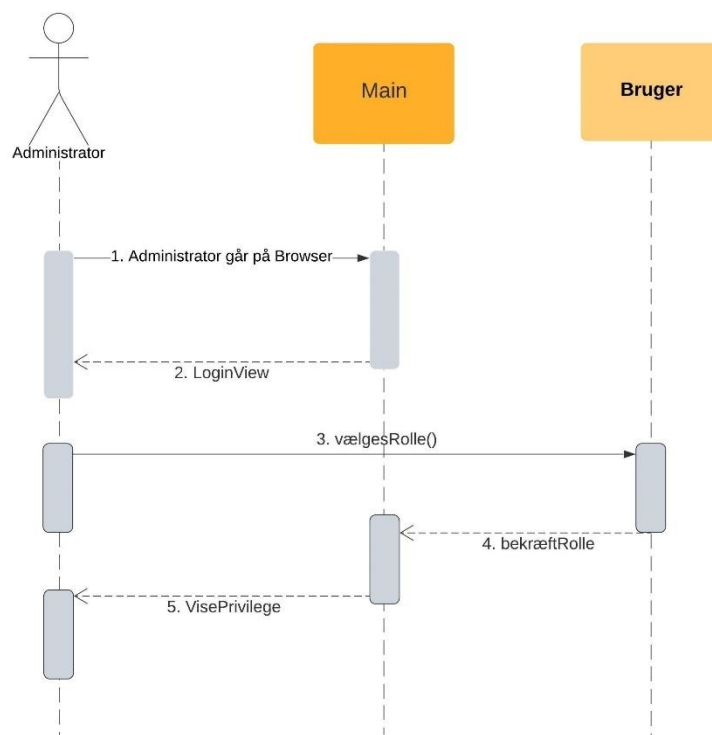 Main
Bruger
Administrator
1. Administrator går på Browser
2. LoginView
3. vælgesRolle()
4. bekræftRolle
5. VisePrivilege